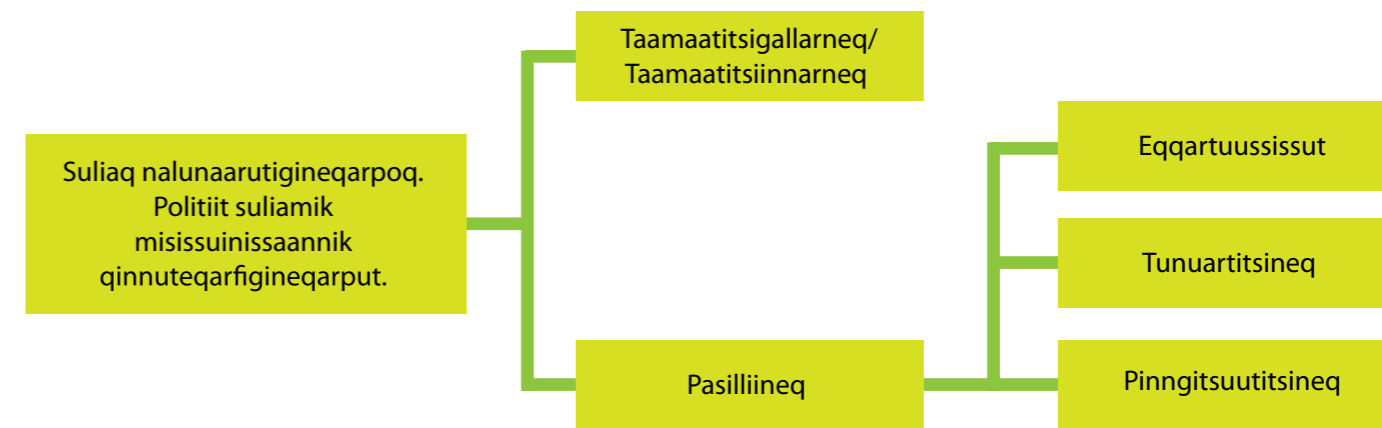 Suliaq nalunaarutigineqarpoq.
Politiit suliamik
misissuinissaannik
qinnuteqarfigineqarput.
Taamaatitsigallarneq/
Taamaatitsiinnarneq
Pasilliineq
Eqqartuussissut
Tunuartitsineq
Pinngitsuutitsineq